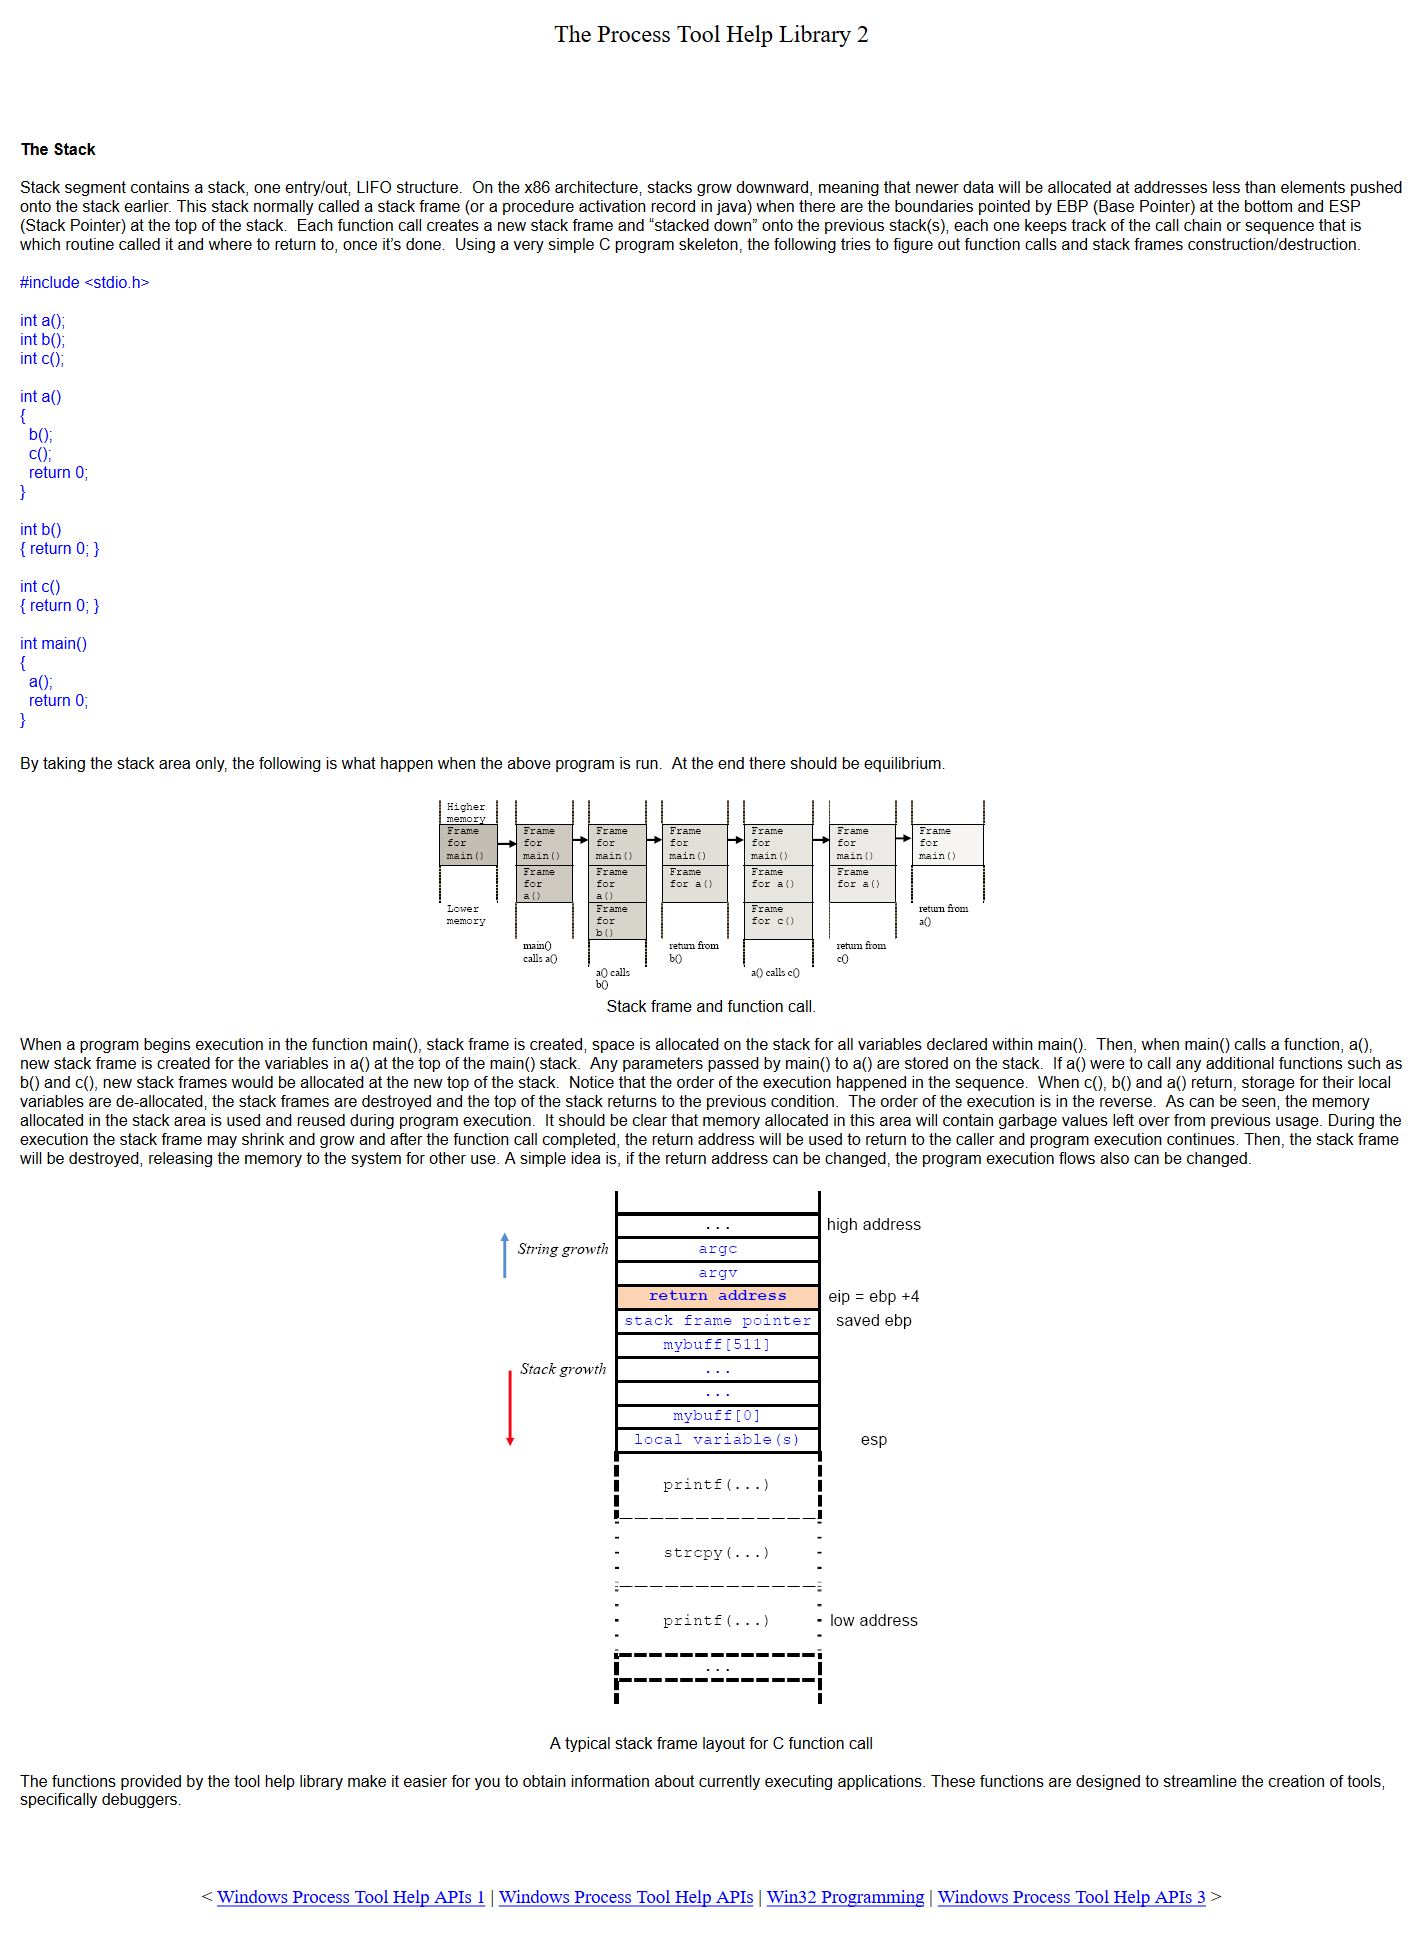 The Process Tool Help Library 2
The Stack
Stack segment contains a stack, one entry/out, LIFO structure.  On the x86 architecture, stacks grow downward, meaning that newer data will be allocated at addresses less than elements pushed
onto the stack earlier. This stack normally called a stack frame (or a procedure activation record in java) when there are the boundaries pointed by EBP (Base Pointer) at the bottom and ESP
(Stack Pointer) at the top of the stack.  Each function call creates a new stack frame and “stacked down” onto the previous stack(s), each one keeps track of the call chain or sequence that is
which routine called it and where to return to, once it’s done.  Using a very simple C program skeleton, the following tries to figure out function calls and stack frames construction/destruction.
#include <stdio.h>
int a();
int b();
int c();
int a()
{
b();
c();
return 0;
}
int b()
{ return 0; }
int c()
{ return 0; }
int main()
{
a();
return 0;
}
By taking the stack area only, the following is what happen when the above program is run.  At the end there should be equilibrium.
Higher
memory
Frame
for
main()
Lower
memory
Frame
for
main()
Frame
for
a()
main()
calls a()
Frame
for
main()
Frame
for
a()
Frame
for
b()
a() calls
b()
Frame
for
main()
Frame
for a()
return from
b()
Frame
for
main()
Frame
for a()
Frame
for c()
a() calls c()
Frame
for
main()
Frame
for a()
return from
c()
Frame
for
main()
return from
a()
Stack frame and function call.
When a program begins execution in the function main(), stack frame is created, space is allocated on the stack for all variables declared within main().  Then, when main() calls a function, a(),
new stack frame is created for the variables in a() at the top of the main() stack.  Any parameters passed by main() to a() are stored on the stack.  If a() were to call any additional functions such as
b() and c(), new stack frames would be allocated at the new top of the stack.  Notice that the order of the execution happened in the sequence.  When c(), b() and a() return, storage for their local
variables are de-allocated, the stack frames are destroyed and the top of the stack returns to the previous condition.  The order of the execution is in the reverse.  As can be seen, the memory
allocated in the stack area is used and reused during program execution.  It should be clear that memory allocated in this area will contain garbage values left over from previous usage. During the
execution the stack frame may shrink and grow and after the function call completed, the return address will be used to return to the caller and program execution continues. Then, the stack frame
will be destroyed, releasing the memory to the system for other use. A simple idea is, if the return address can be changed, the program execution flows also can be changed.
... high address
String growth argc
argv
return address eip = ebp +4
stack frame pointer saved ebp
mybuff[511]
Stack growth ...
...
mybuff[0]
local variable(s) esp
printf(...)
strcpy(...)
printf(...) low address
...
A typical stack frame layout for C function call
The functions provided by the tool help library make it easier for you to obtain information about currently executing applications. These functions are designed to streamline the creation of tools,
specifically debuggers.
< Windows Process Tool Help APIs 1 | Windows Process Tool Help APIs | Win32 Programming | Windows Process Tool Help APIs 3 >